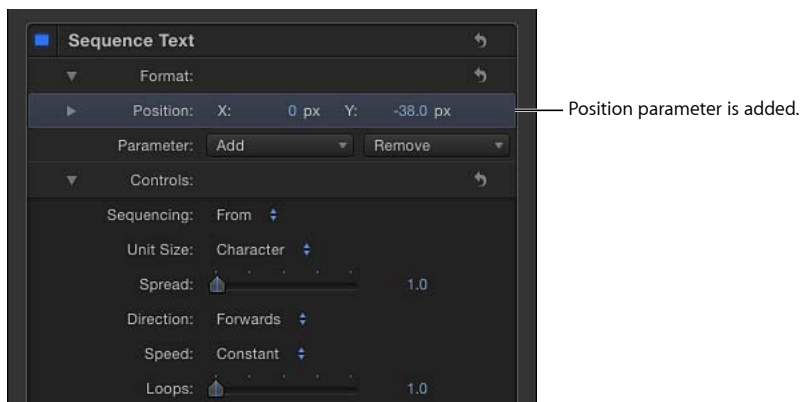 Sequence Text
Format:
Position: X: 0 px Y: -38.0 px
Position parameter is added.
Parameter: Add Remove
Controls:
Sequencing: From
Unit Size: Character
Spread: 1.0
Direction: Forwards
Speed: Constant
Loops: 1.0